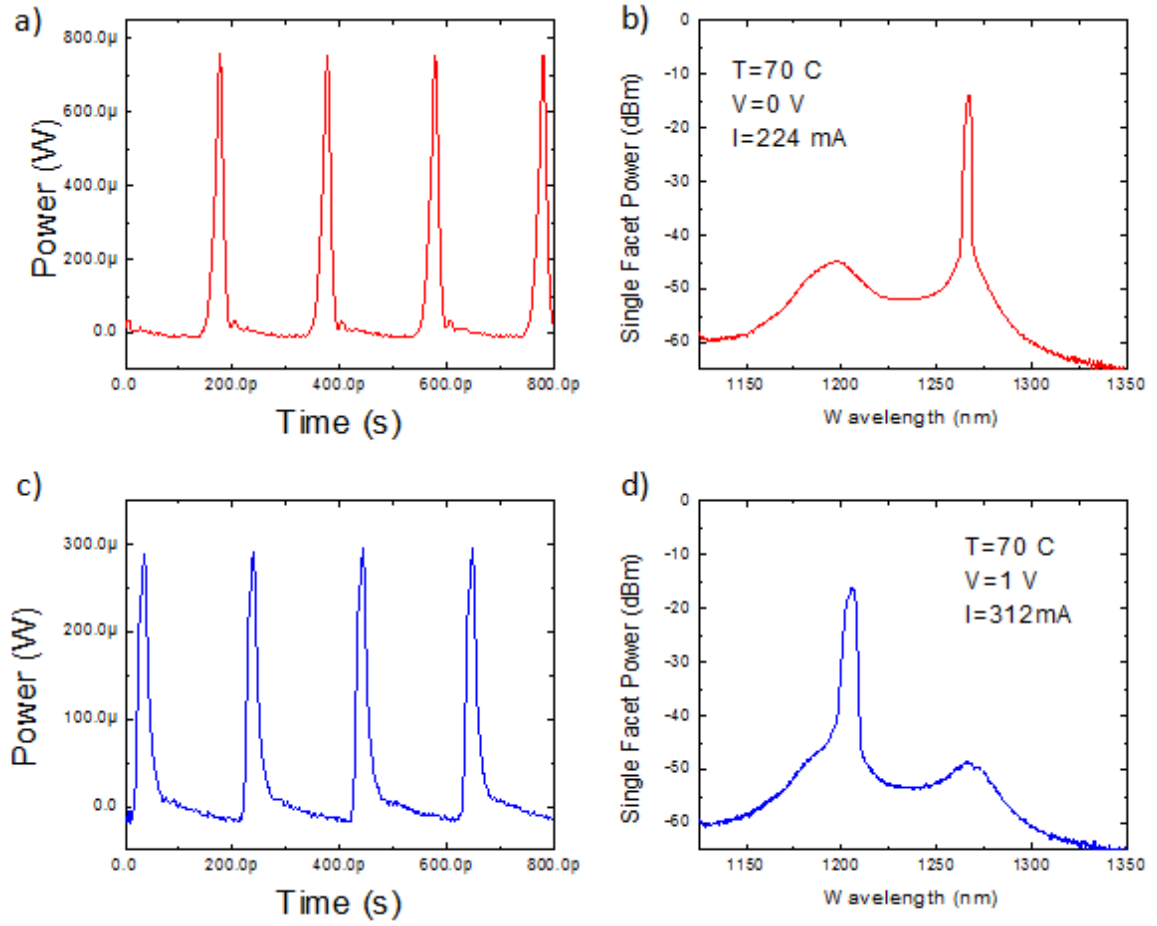 a)
800.0μ
600.0μ
400.0μ
200.0μ
0.0
Power (W)
0.0 200.0p 400.0p 600.0p 800.0p
Time (s)
b)
0
-10
-20
-30
-40
-50
-60
Single Facet Power (dBm)
T=70 C
V=0 V
I=224 mA
1150 1200 1250 1300 1350
W avelength (nm)
c)
300.0μ
200.0μ
100.0μ
0.0
Power (W)
0.0 200.0p 400.0p 600.0p 800.0p
Time (s)
d)
0
-10
-20
-30
-40
-50
-60
Single Facet Power (dBm)
T=70 C
V=1 V
I=312mA
1150 1200 1250 1300 1350
W avelength (nm)